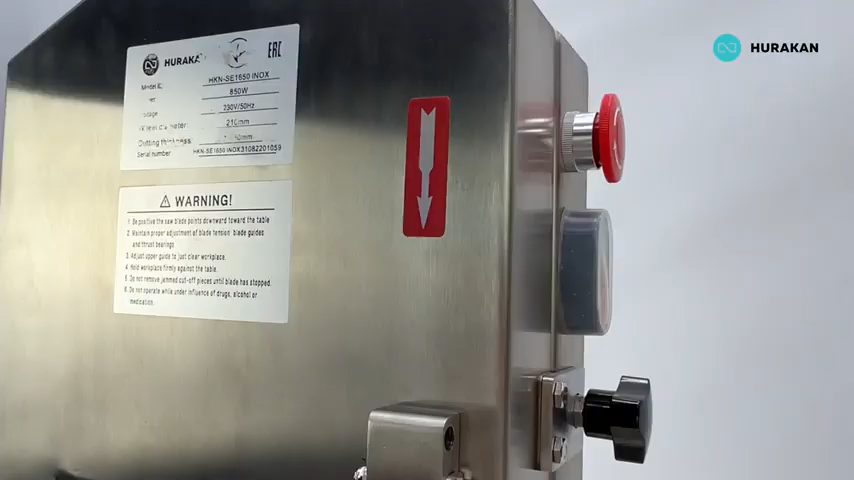 HURAKAN
HURAKA
EAC
HKN-SE1650 INOX
850W
230V/50Hz
210mm
Cutting thickness
Serial number HKN-SE1650 INOX31082201059
WARNING!
1. Be positive the saw blade points downward toward the table
2. Maintain proper adjustment of blade tension blade guides
and thrust bearings.
3. Adjust upper guide to just clear workplace.
4. Hold workplace firmly against the table.
5. Do not remove jammed cut-off pieces until blade has stopped.
6. Do not operate while under influence of drugs, alcohol or
medication.